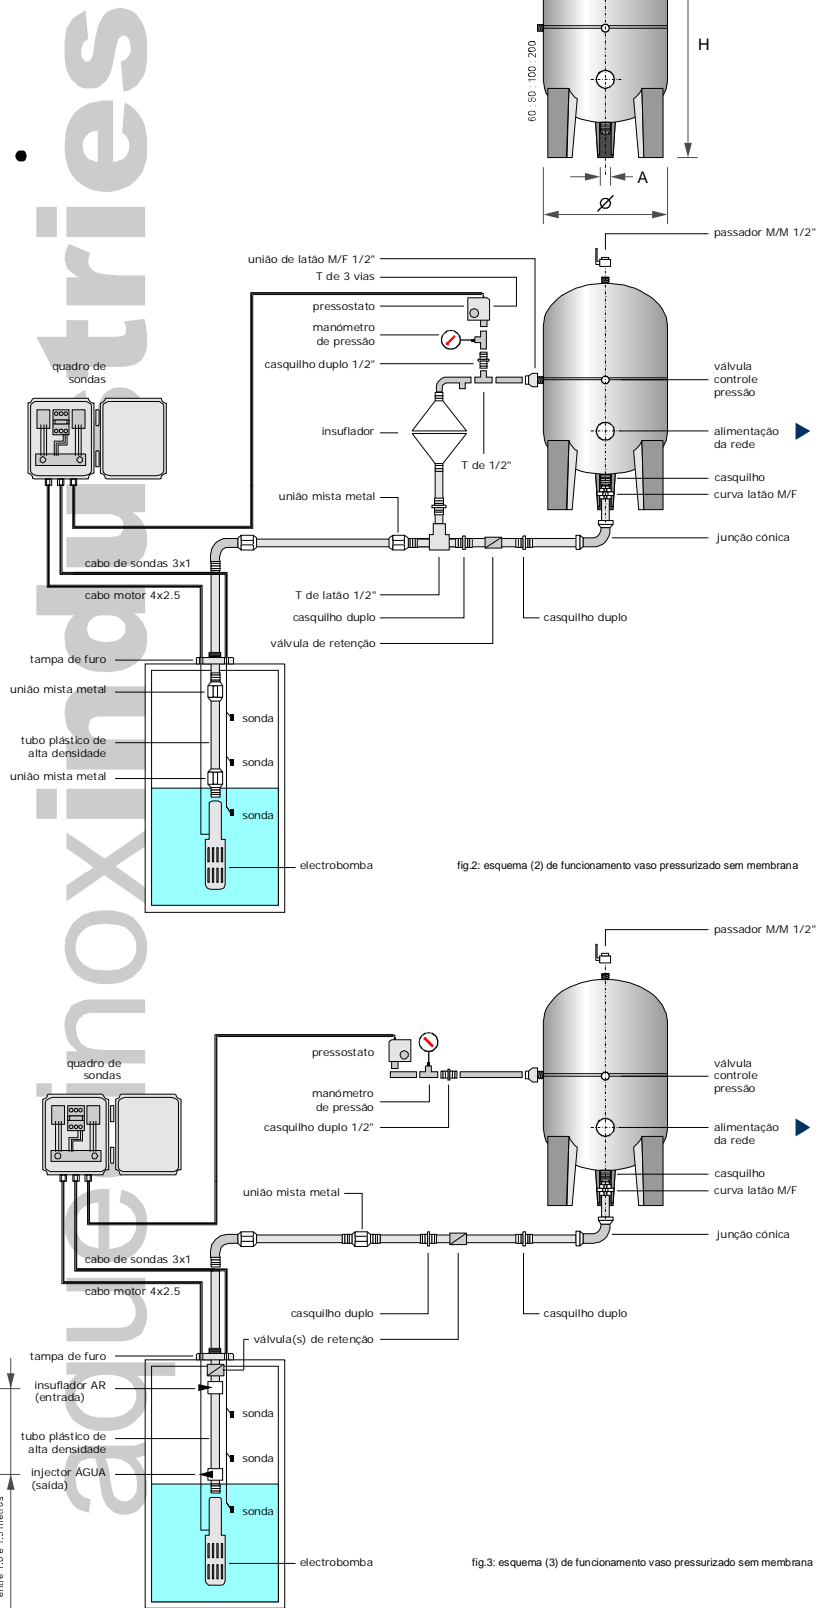 aqueinoxindustries
60 : 80 : 100 : 200
H
A
Ø
passador M/M 1/2"
união de latão M/F 1/2"
T de 3 vias
pressostato
manómetro
de pressão
casquilho duplo 1/2"
quadro de
sondas
válvula
controle
pressão
insuflador
alimentação
da rede
T de 1/2"
casquilho
união mista metal
curva latão M/F
junção cónica
cabo de sondas 3x1
cabo motor 4x2.5
T de latão 1/2"
casquilho duplo
casquilho duplo
válvula de retenção
tampa de furo
união mista metal
sonda
tubo plástico de
alta densidade
sonda
união mista metal
sonda
electrobomba
fig.2: esquema (2) de funcionamento vaso pressurizado sem membrana
passador M/M 1/2"
pressostato
quadro de
sondas
válvula
controle
pressão
manómetro
de pressão
casquilho duplo 1/2"
alimentação
da rede
casquilho
união mista metal
curva latão M/F
junção cónica
cabo de sondas 3x1
cabo motor 4x2.5
casquilho duplo
casquilho duplo
válvula(s) de retenção
tampa de furo
insuflador AR
(entrada)
sonda
tubo plástico de
alta densidade
sonda
injector ÁGUA
(saída)
sonda
entre 1.0 e 1.5 metros
electrobomba
fig.3: esquema (3) de funcionamento vaso pressurizado sem membrana